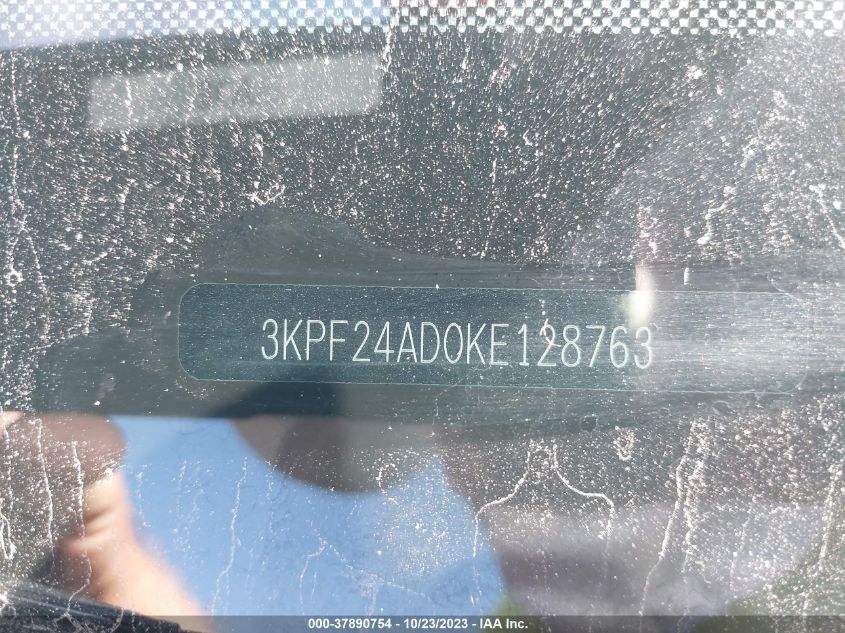 3KPF24AD0KE128763
000-37890754 - 10/23/2023 - IAA Inc.